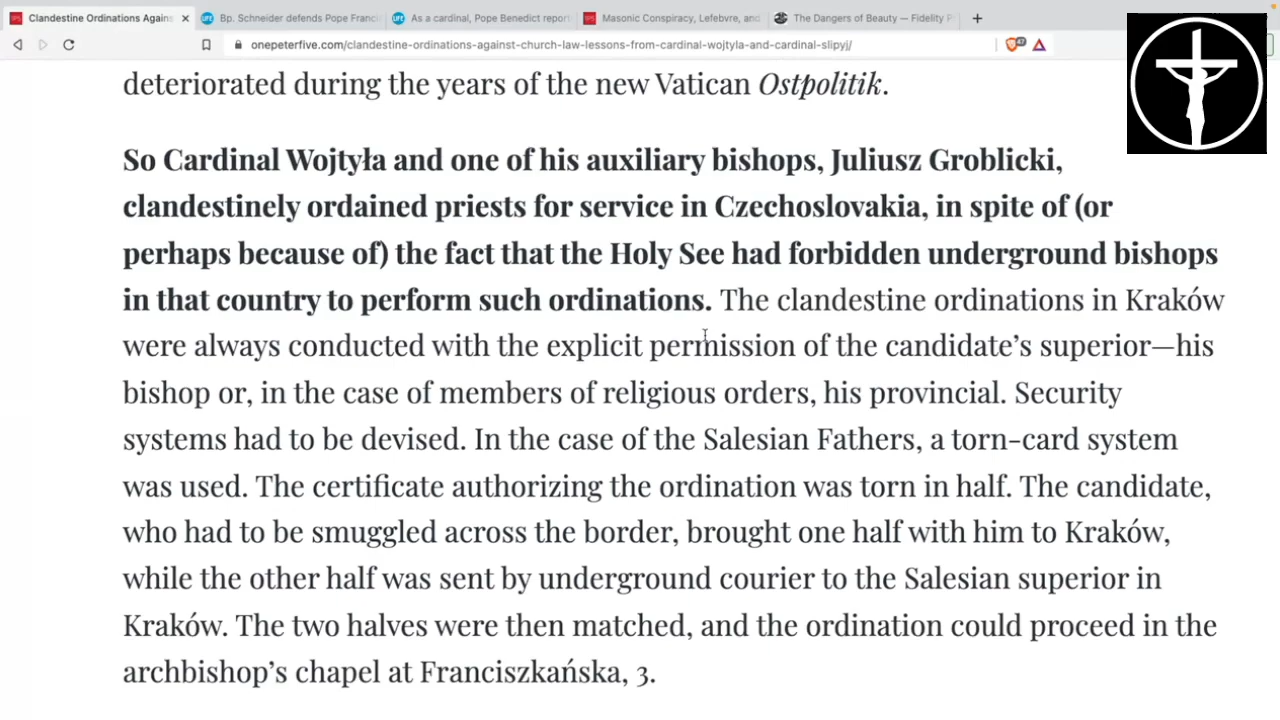 Clandestine Ordinations Agains
Bp. Schneider defends Pope Franci
As a cardinal, Pope Benedict report
Masonic Conspiracy, Lefebvre, and
The Dangers of Beauty — Fidelity P
onepeterfive.com/clandestine-ordinations-against-church-law-lessons-from-cardinal-wojtyla-and-cardinal-slipyj/
deteriorated during the years of the new Vatican Ostpolitik.
So Cardinal Wojtyła and one of his auxiliary bishops, Juliusz Groblicki,
clandestinely ordained priests for service in Czechoslovakia, in spite of (or
perhaps because of) the fact that the Holy See had forbidden underground bishops
in that country to perform such ordinations. The clandestine ordinations in Kraków
were always conducted with the explicit permission of the candidate’s superior—his
bishop or, in the case of members of religious orders, his provincial. Security
systems had to be devised. In the case of the Salesian Fathers, a torn-card system
was used. The certificate authorizing the ordination was torn in half. The candidate,
who had to be smuggled across the border, brought one half with him to Kraków,
while the other half was sent by underground courier to the Salesian superior in
Kraków. The two halves were then matched, and the ordination could proceed in the
archbishop’s chapel at Franciszkańska, 3.